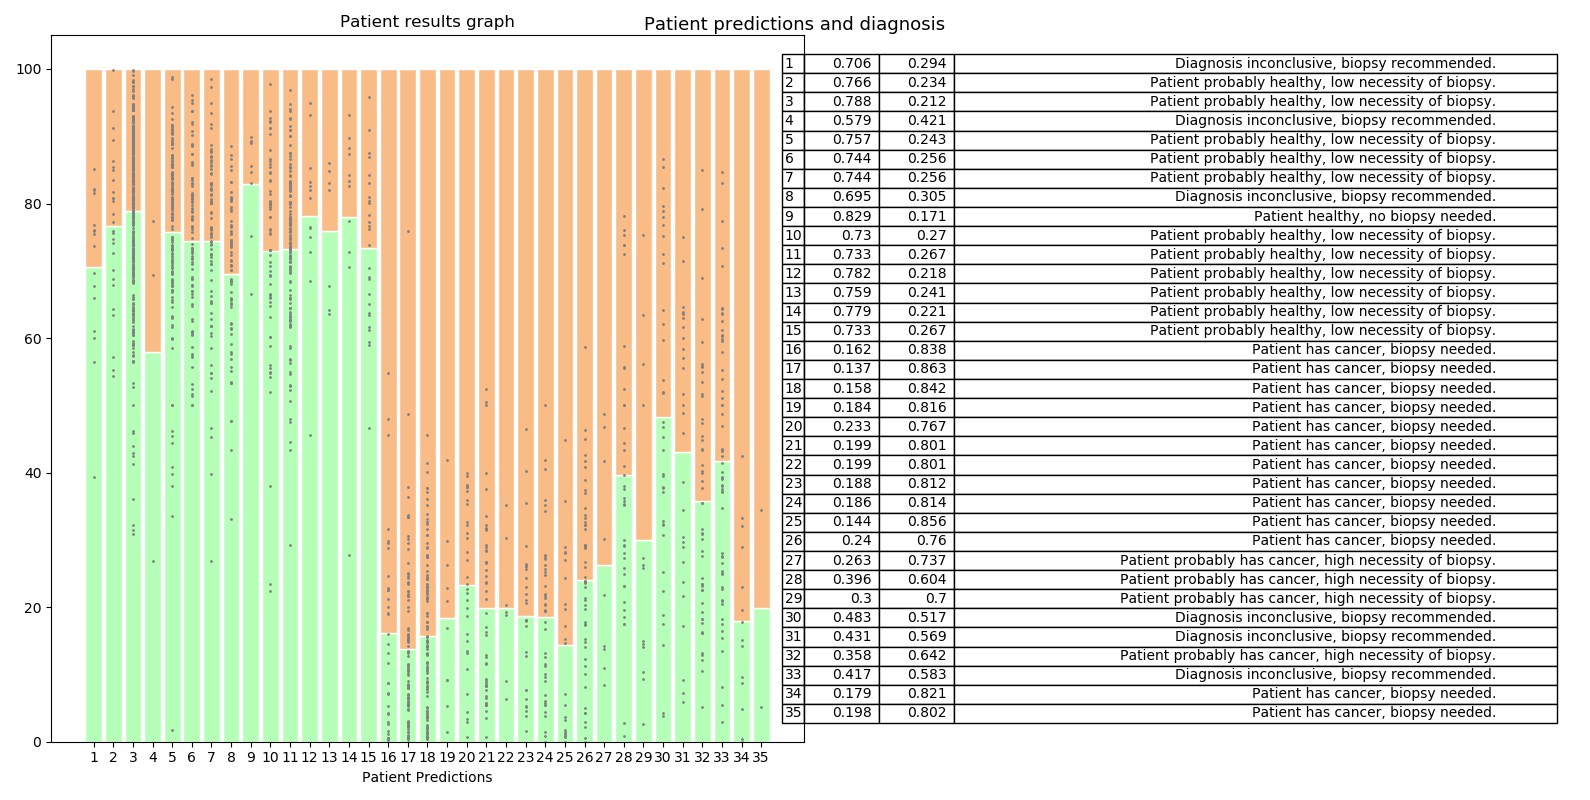 Patient results graph
Patient predictions and diagnosis
100
80
60
40
20
0
1 2 3 4 5 6 7 8 9 10 11 12 13 14 15 16 17 18 19 20 21 22 23 24 25 26 27 28 29 30 31 32 33 34 35
Patient Predictions
1 0.706 0.294 Diagnosis inconclusive, biopsy recommended.
2 0.766 0.234 Patient probably healthy, low necessity of biopsy.
3 0.788 0.212 Patient probably healthy, low necessity of biopsy.
4 0.579 0.421 Diagnosis inconclusive, biopsy recommended.
5 0.757 0.243 Patient probably healthy, low necessity of biopsy.
6 0.744 0.256 Patient probably healthy, low necessity of biopsy.
7 0.744 0.256 Patient probably healthy, low necessity of biopsy.
8 0.695 0.305 Diagnosis inconclusive, biopsy recommended.
9 0.829 0.171 Patient healthy, no biopsy needed.
10 0.73 0.27 Patient probably healthy, low necessity of biopsy.
11 0.733 0.267 Patient probably healthy, low necessity of biopsy.
12 0.782 0.218 Patient probably healthy, low necessity of biopsy.
13 0.759 0.241 Patient probably healthy, low necessity of biopsy.
14 0.779 0.221 Patient probably healthy, low necessity of biopsy.
15 0.733 0.267 Patient probably healthy, low necessity of biopsy.
16 0.162 0.838 Patient has cancer, biopsy needed.
17 0.137 0.863 Patient has cancer, biopsy needed.
18 0.158 0.842 Patient has cancer, biopsy needed.
19 0.184 0.816 Patient has cancer, biopsy needed.
20 0.233 0.767 Patient has cancer, biopsy needed.
21 0.199 0.801 Patient has cancer, biopsy needed.
22 0.199 0.801 Patient has cancer, biopsy needed.
23 0.188 0.812 Patient has cancer, biopsy needed.
24 0.186 0.814 Patient has cancer, biopsy needed.
25 0.144 0.856 Patient has cancer, biopsy needed.
26 0.24 0.76 Patient has cancer, biopsy needed.
27 0.263 0.737 Patient probably has cancer, high necessity of biopsy.
28 0.396 0.604 Patient probably has cancer, high necessity of biopsy.
29 0.3 0.7 Patient probably has cancer, high necessity of biopsy.
30 0.483 0.517 Diagnosis inconclusive, biopsy recommended.
31 0.431 0.569 Diagnosis inconclusive, biopsy recommended.
32 0.358 0.642 Patient probably has cancer, high necessity of biopsy.
33 0.417 0.583 Diagnosis inconclusive, biopsy recommended.
34 0.179 0.821 Patient has cancer, biopsy needed.
35 0.198 0.802 Patient has cancer, biopsy needed.